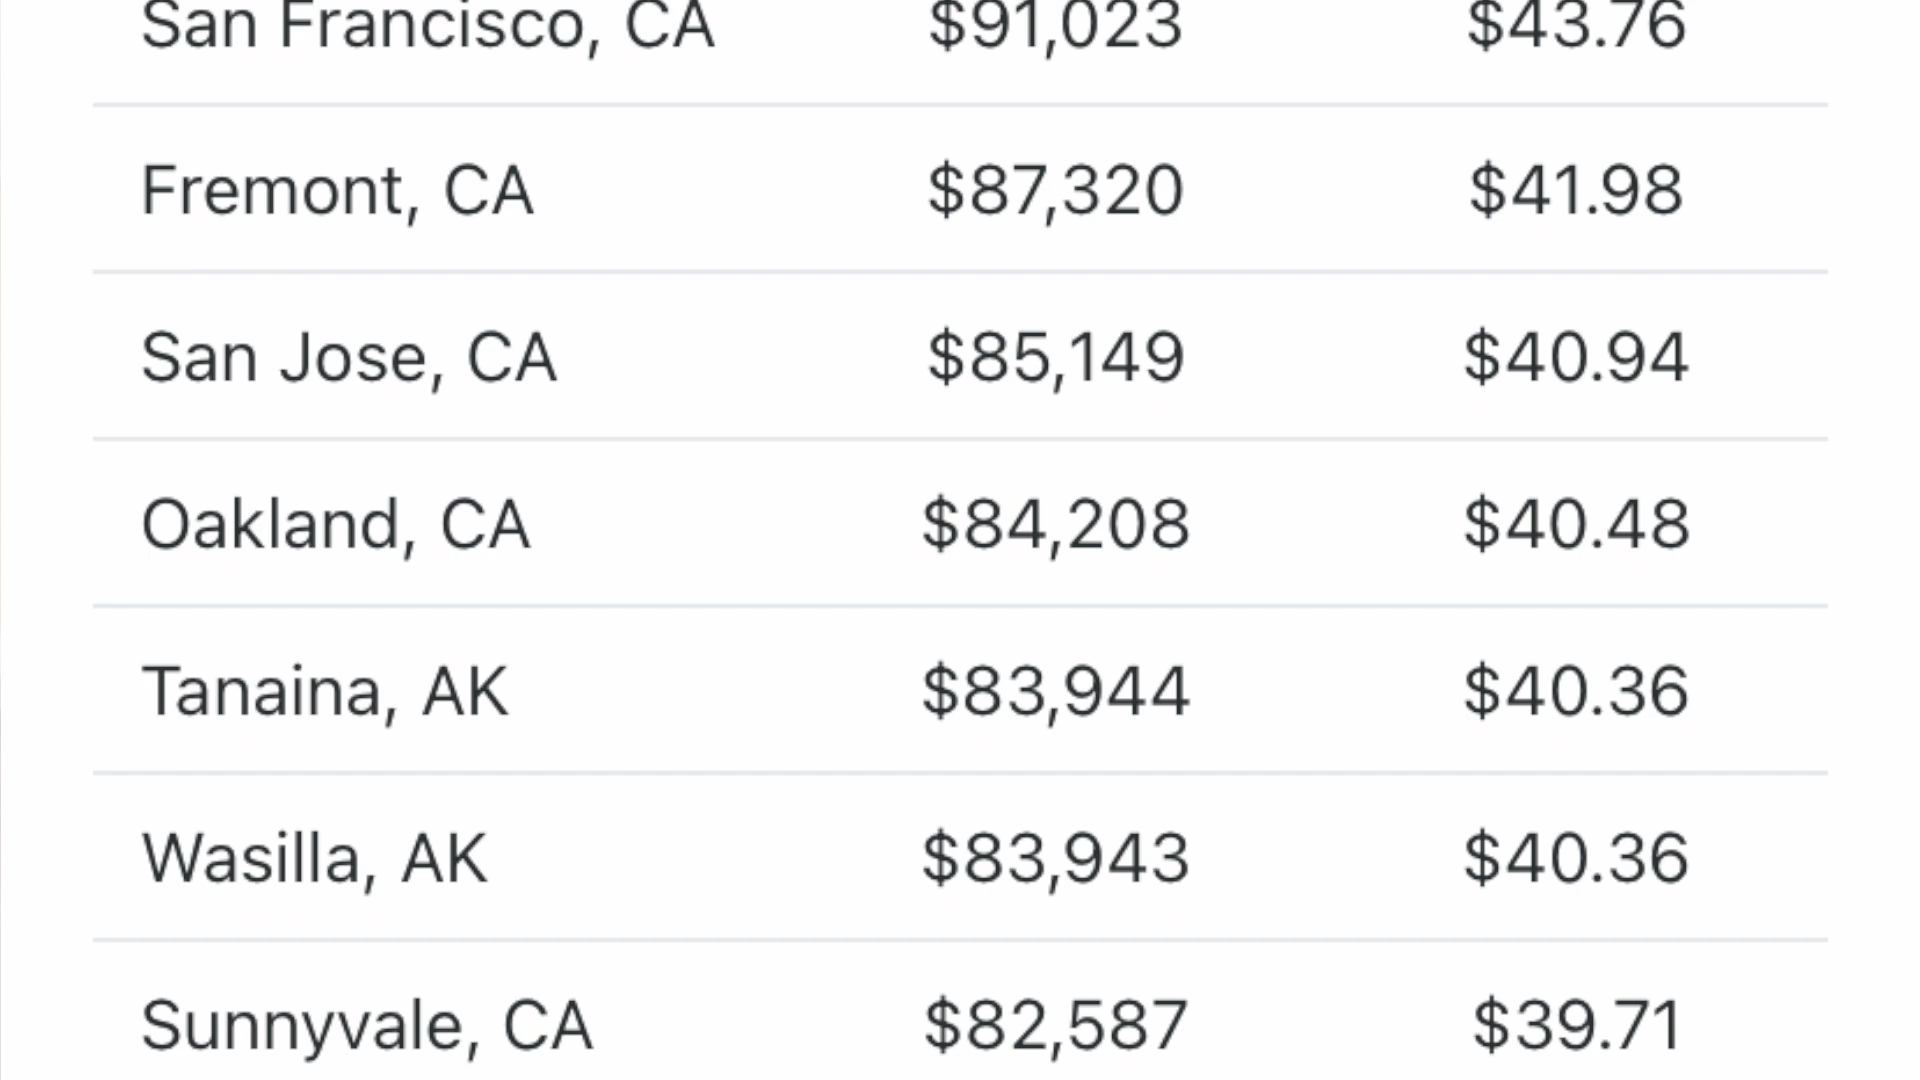 San Francisco, CA $91,023 $43.76
Fremont, CA $87,320 $41.98
San Jose, CA $85,149 $40.94
Oakland, CA $84,208 $40.48
Tanaina, AK $83,944 $40.36
Wasilla, AK $83,943 $40.36
Sunnyvale, CA $82,587 $39.71